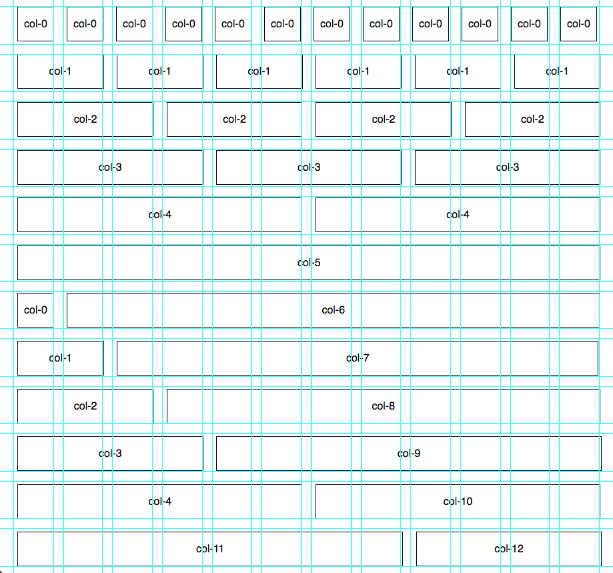 col-0 col-0 col-0 col-0 col-0 col-0 col-0 col-0 col-0 col-0 col-0 col-0
col-1 col-1 col-1 col-1 col-1 col-1
col-2 col-2 col-2 col-2
col-3 col-3 col-3
col-4 col-4
col-5
col-0 col-6
col-1 col-7
col-2 col-8
col-3 col-9
col-4 col-10
col-11 col-12